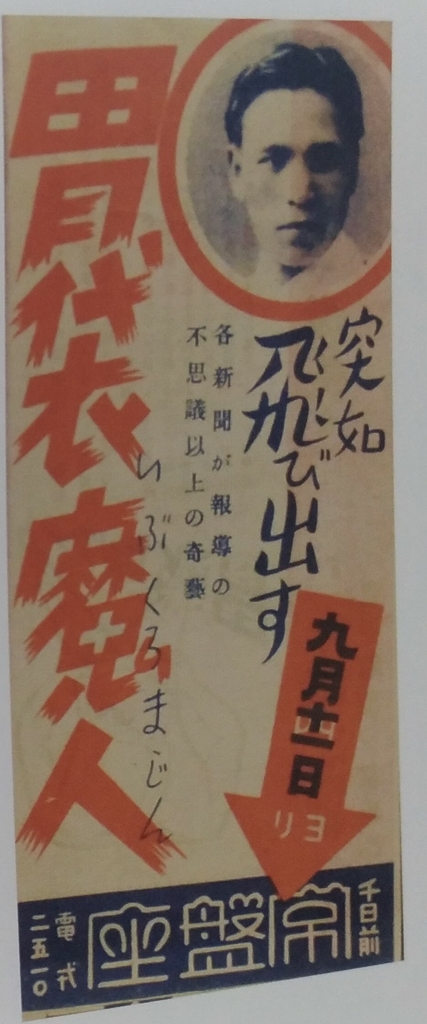 突如
飛び出す
九月十一日
ヨリ
各新聞が報導の
不思議以上の奇藝
胃袋魔人
いぶくろまじん
千日前
常盤座
電戎
二五一〇